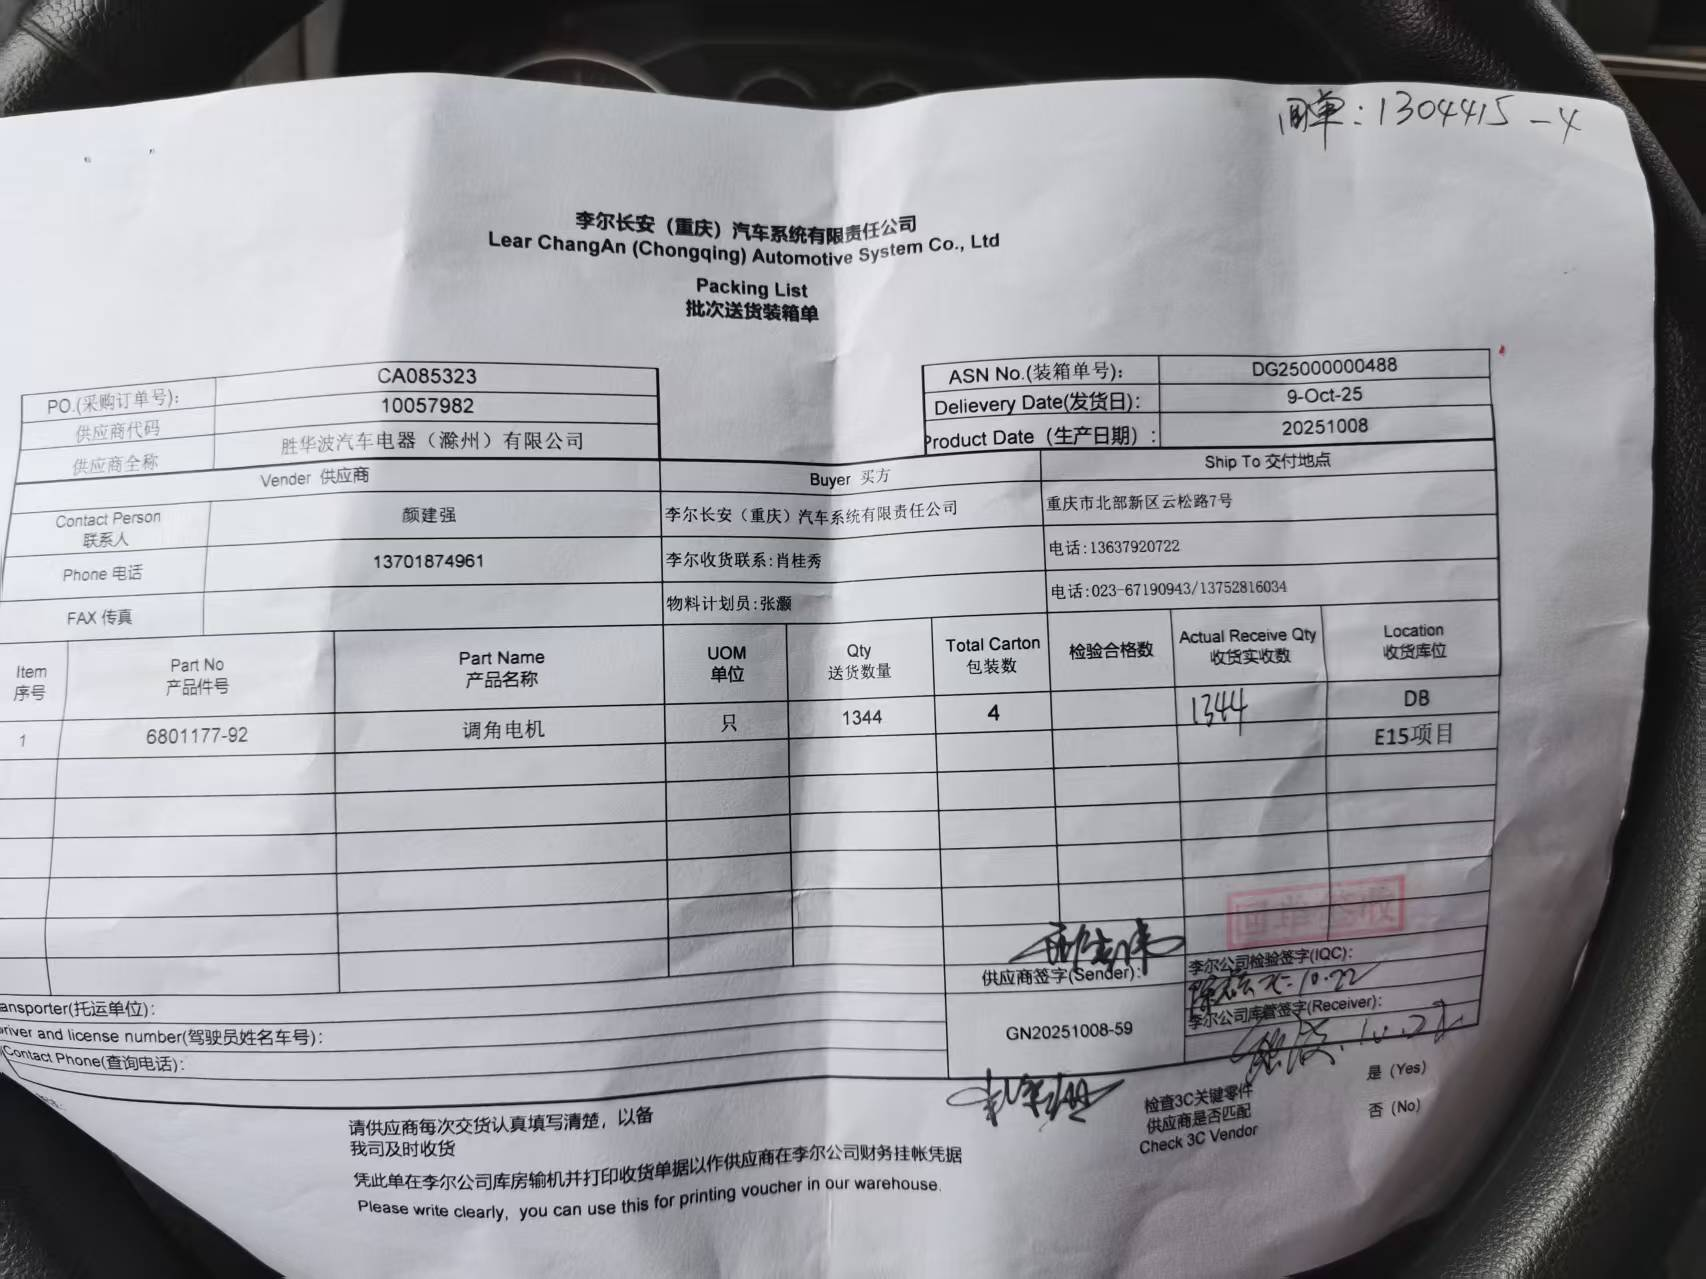 回单：1304415-4
李尔长安（重庆）汽车系统有限责任公司
Lear ChangAn (Chongqing) Automotive System Co., Ltd
Packing List
批次送货装箱单
PO.(采购订单号): CA085323
供应商代码 10057982
供应商全称 胜华波汽车电器（滁州）有限公司
ASN No.(装箱单号): DG25000000488
Delievery Date(发货日): 9-Oct-25
Product Date（生产日期）: 20251008
Vender 供应商 Buyer 买方 Ship To 交付地点
Contact Person
联系人 颜建强 李尔长安（重庆）汽车系统有限责任公司 重庆市北部新区云松路7号
Phone 电话 13701874961 李尔收货联系:肖桂秀 电话:13637920722
FAX 传真 物料计划员:张灏 电话:023-67190943/13752816034
Item Part No Part Name UOM Qty Total Carton 检验合格数 Actual Receive Qty Location
序号 产品件号 产品名称 单位 送货数量 包装数 收货实收数 收货库位
1 6801177-92 调角电机 只 1344 4 1344 DB
E15项目
回单签收
供应商签字(Sender):
李尔公司检验签字(IQC):
10.22
李尔公司库管签字(Receiver):
ansporter(托运单位):
river and license number(驾驶员姓名车号):
Contact Phone(查询电话):
GN20251008-59
检查3C关键零件
供应商是否匹配
Check 3C Vendor
是（Yes）
否（No）
请供应商每次交货认真填写清楚，以备
我司及时收货
凭此单在李尔公司库房输机并打印收货单据以作供应商在李尔公司财务挂帐凭据
Please write clearly, you can use this for printing voucher in our warehouse.